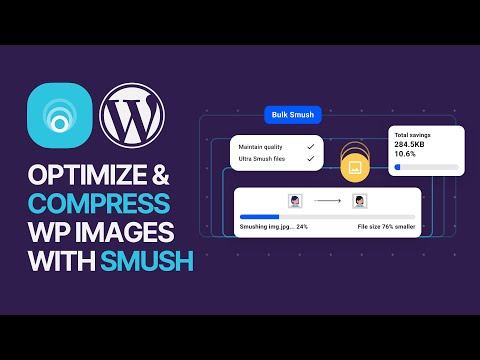 OPTIMIZE &
COMPRESS
WP IMAGES
WITH SMUSH
Bulk Smush
Maintain quality
Ultra Smush files
Total savings
284.5KB
10.6%
Smushing img.jpg... 24%
File size 76% smaller